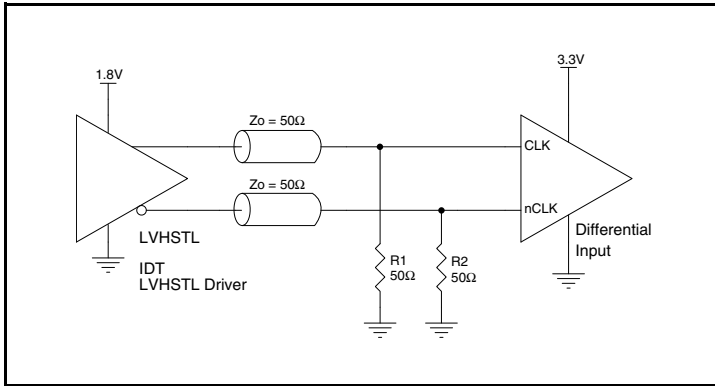 1.8V
3.3V
Zo = 50Ω
CLK
Zo = 50Ω
nCLK
LVHSTL
IDT
LVHSTL Driver
R1
50Ω
R2
50Ω
Differential
Input